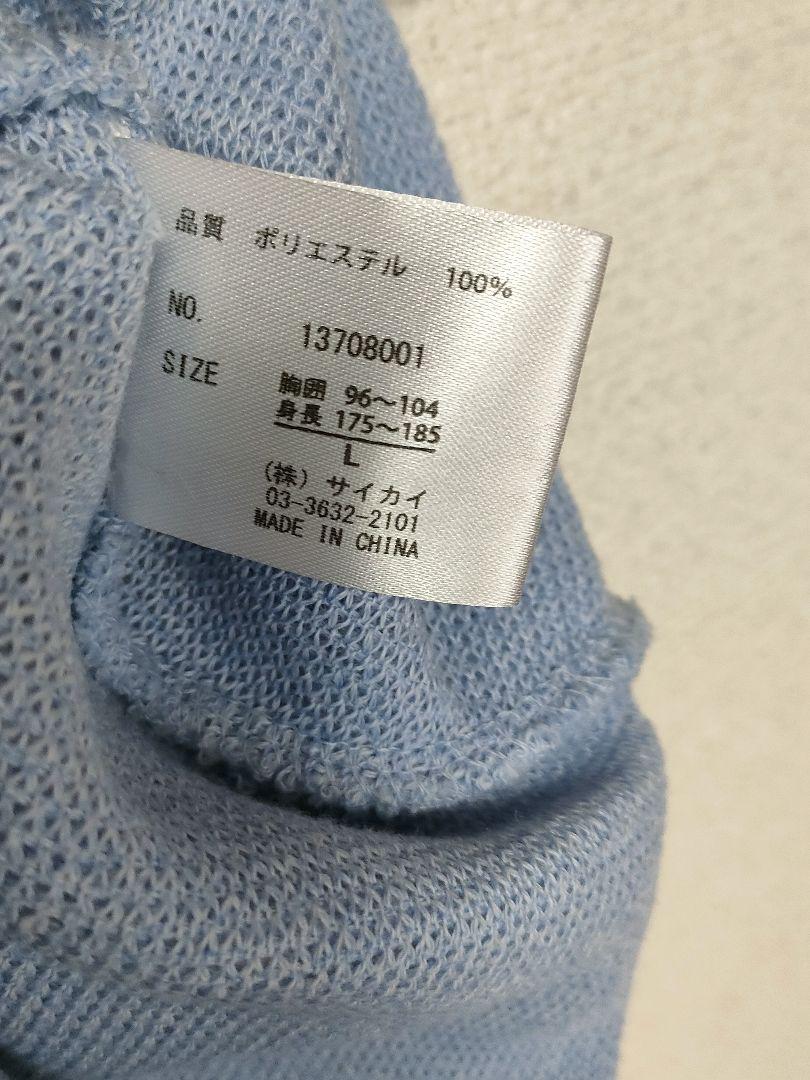 品質 ポリエステル 100%
NO. 13708001
SIZE 胸囲 96～104
身長 175～185
L
(株) サイカイ
03-3632-2101
MADE IN CHINA